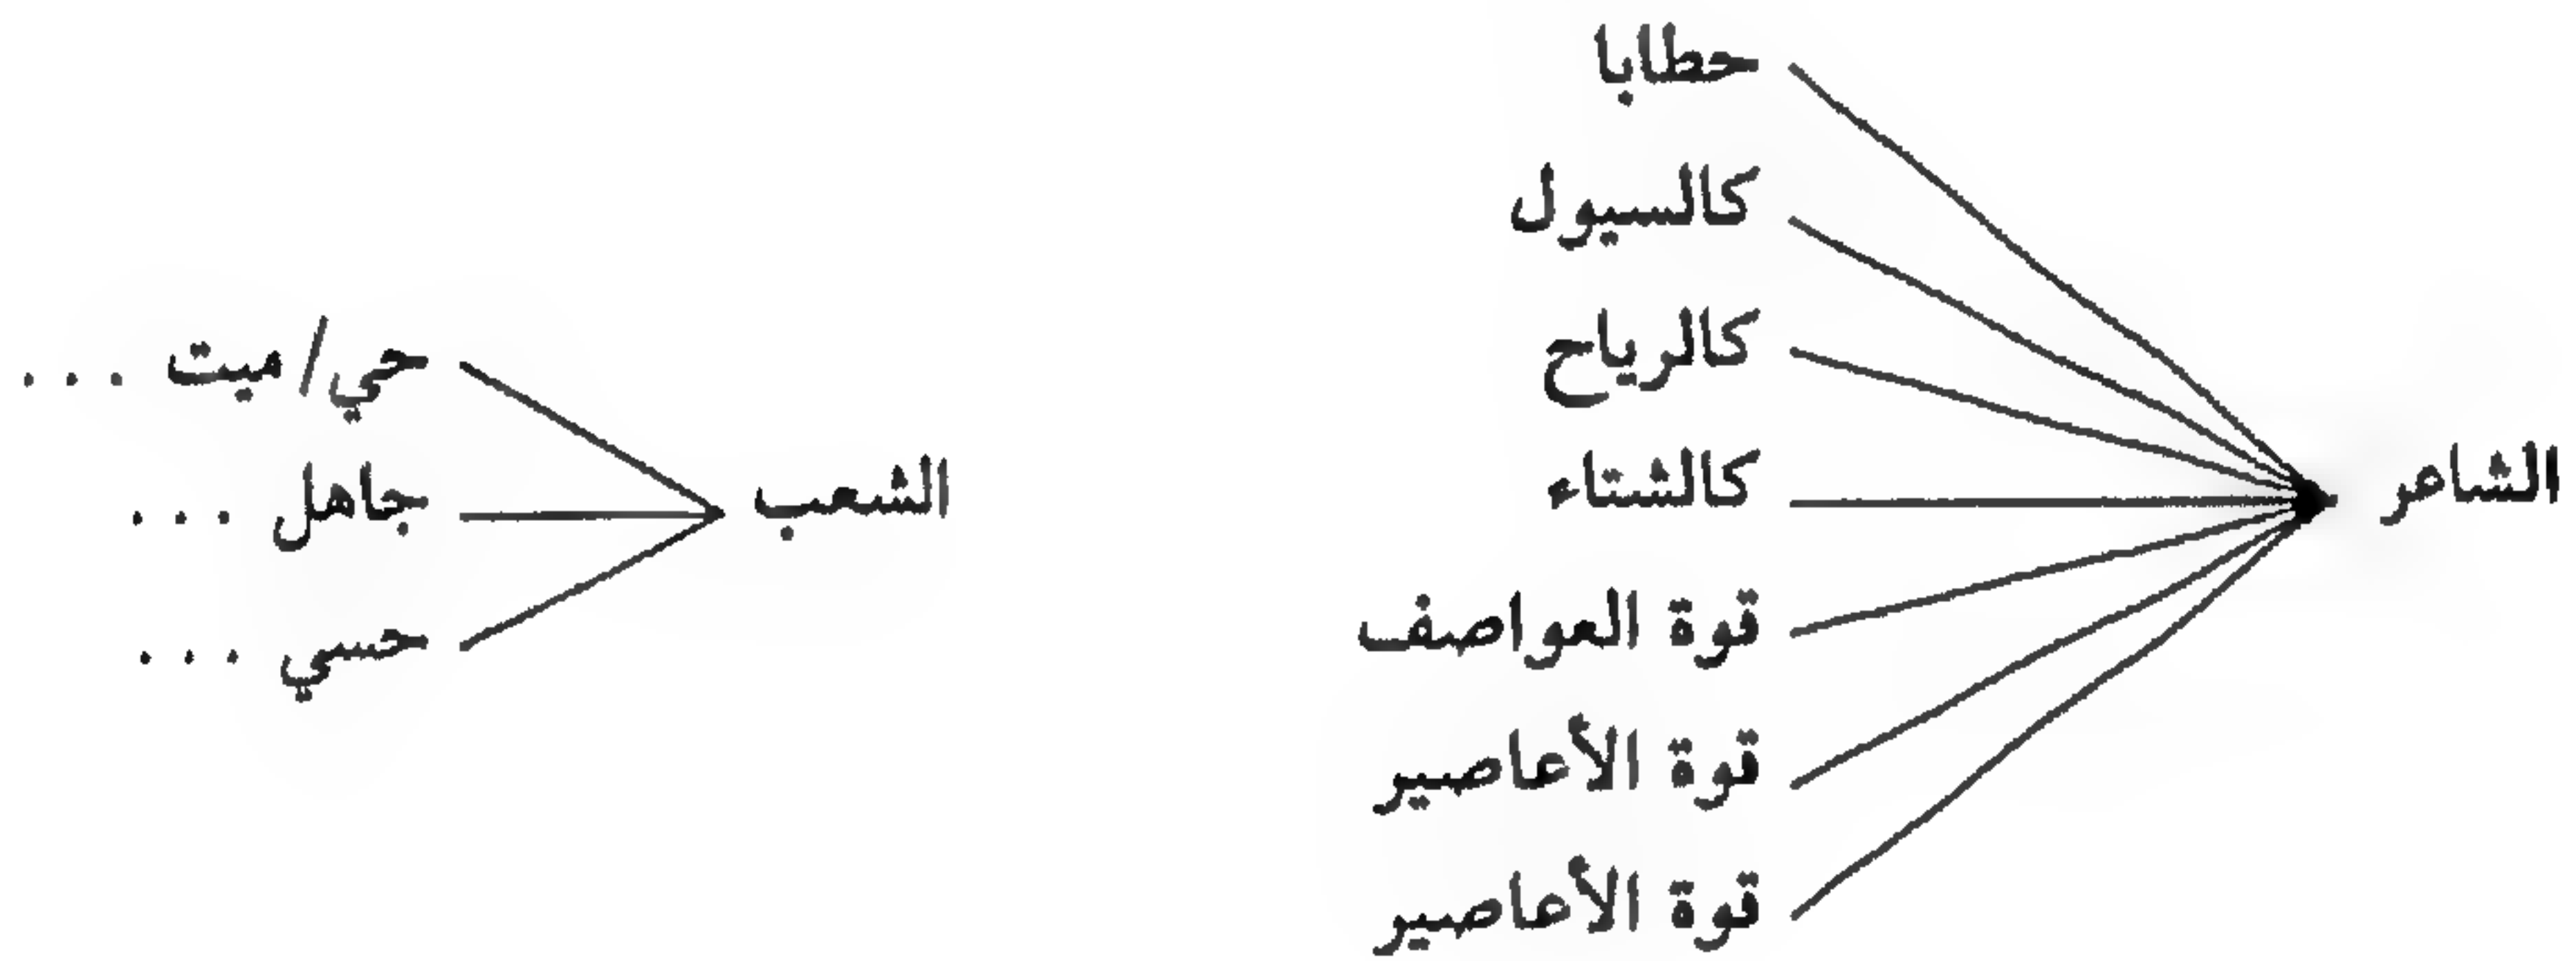 الشاعر
حطابا
كالسيول
كالرياح
كالشتاء
قوة العواصف
قوة الأعاصير
قوة الأعاصير
الشعب
حي/ميت ...
جاهل ...
حسي ...